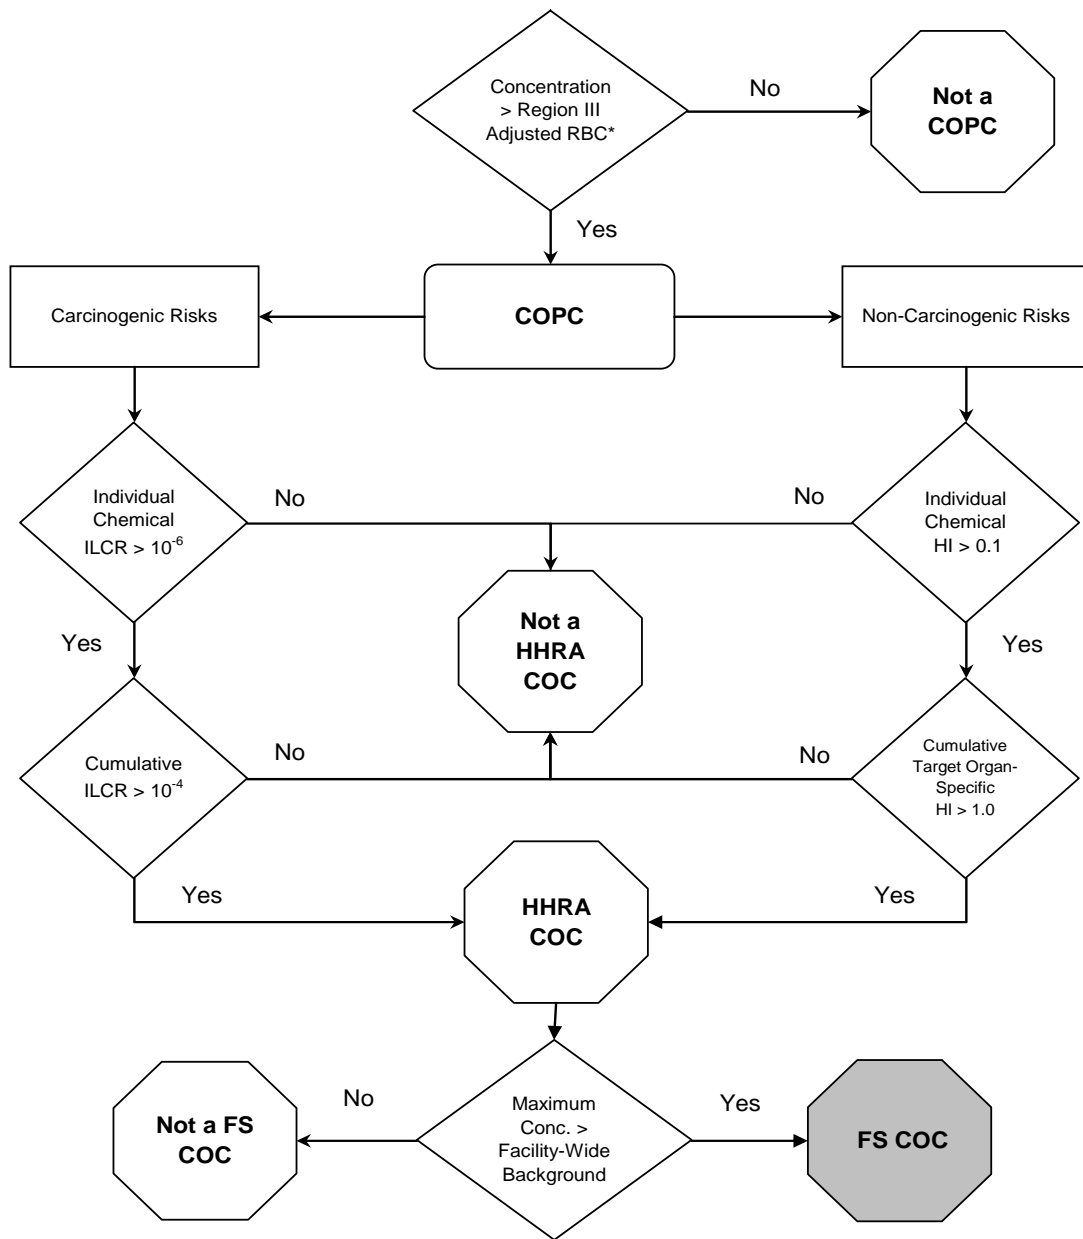 Concentration
> Region III
Adjusted RBC*
No
Not a
COPC
Yes
Carcinogenic Risks
COPC
Non-Carcinogenic Risks
Individual
Chemical
ILCR > 10⁻⁶
No
No
Individual
Chemical
HI > 0.1
Not a
HHRA
COC
Yes
Yes
Cumulative
ILCR > 10⁻⁴
No
No
Cumulative
Target Organ-
Specific
HI > 1.0
Yes
HHRA
COC
Yes
Not a FS
COC
No
Maximum
Conc. >
Facility-Wide
Background
Yes
FS COC